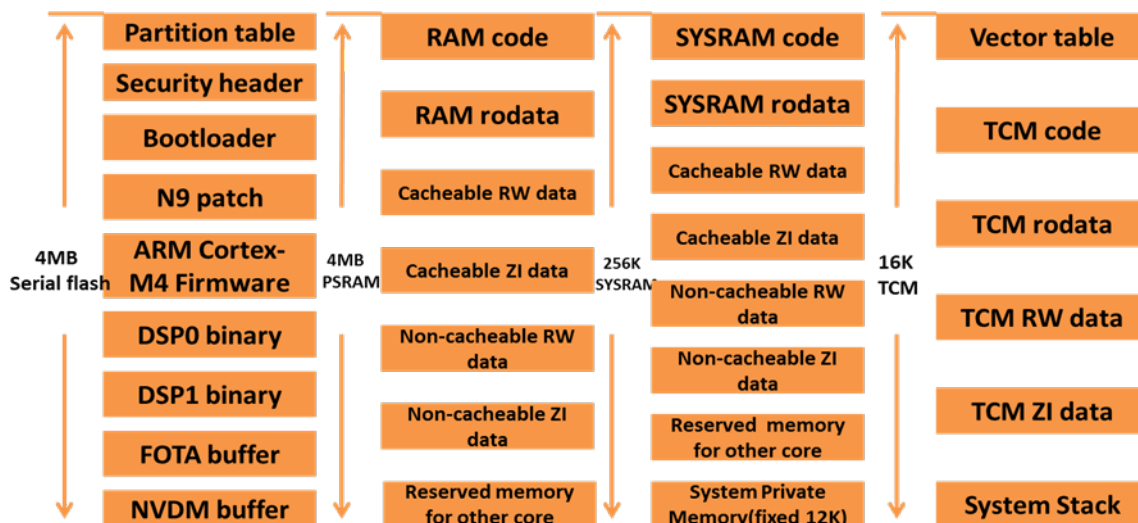 Partition table
Security header
Bootloader
N9 patch
ARM Cortex-
M4 Firmware
DSP0 binary
DSP1 binary
FOTA buffer
NVDM buffer
4MB
Serial flash
RAM code
RAM rodata
Cacheable RW data
Cacheable ZI data
Non-cacheable RW
data
Non-cacheable ZI
data
Reserved memory
for other core
4MB
PSRAM
SYSRAM code
SYSRAM rodata
Cacheable RW data
Cacheable ZI data
Non-cacheable RW
data
Non-cacheable ZI
data
Reserved memory
for other core
System Private
Memory(fixed 12K)
256K
SYSRAM
Vector table
TCM code
TCM rodata
TCM RW data
TCM ZI data
System Stack
16K
TCM